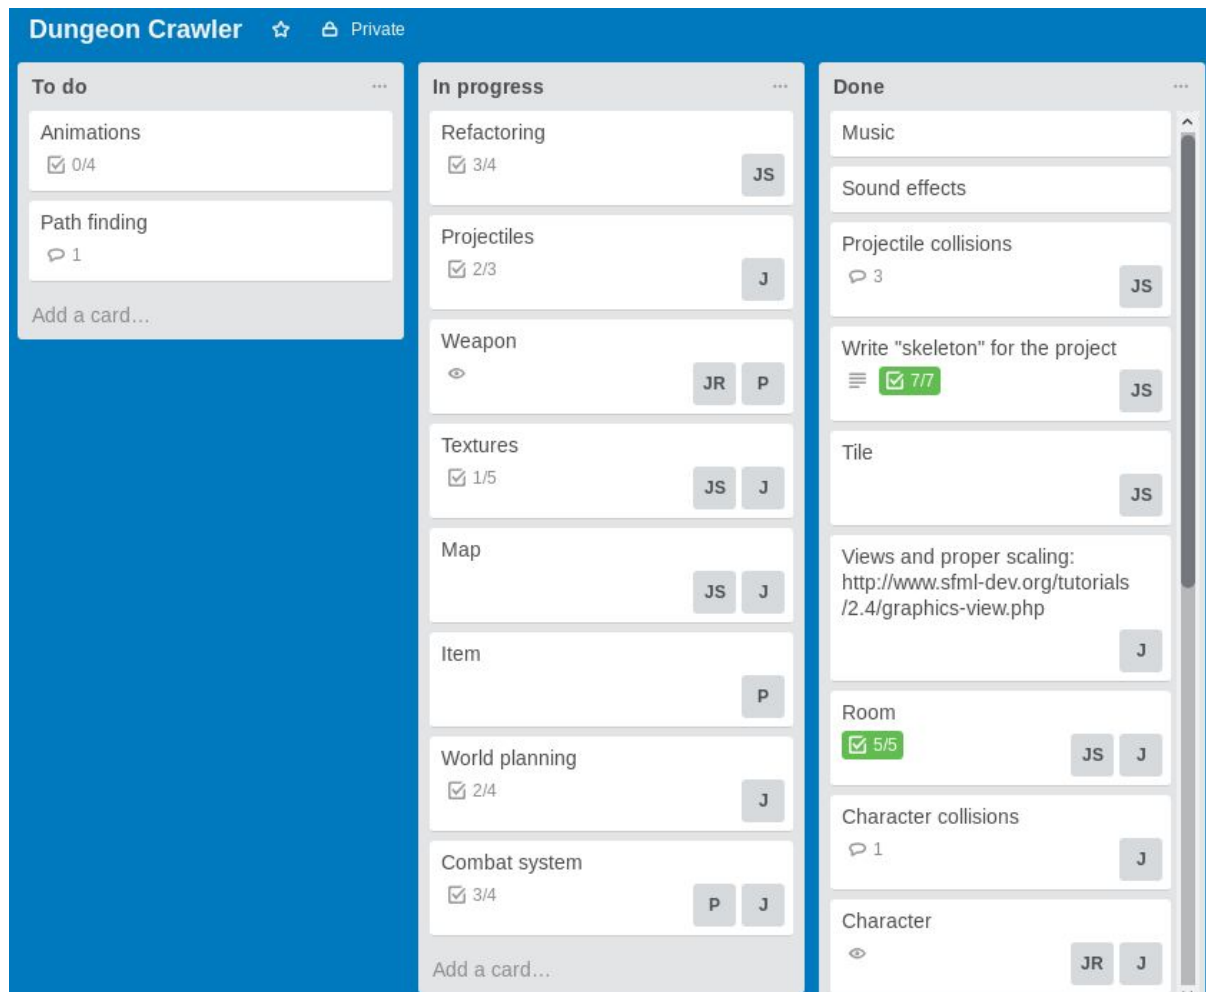 Dungeon Crawler Private
To do ...
Animations
0/4
Path finding
1
Add a card...
In progress ...
Refactoring
3/4
JS
Projectiles
2/3
J
Weapon
JR P
Textures
1/5
JS J
Map
JS J
Item
P
World planning
2/4
J
Combat system
3/4
P J
Add a card...
Done ...
Music
Sound effects
Projectile collisions
3
JS
Write "skeleton" for the project
7/7
JS
Tile
JS
Views and proper scaling:
http://www.sfml-dev.org/tutorials
/2.4/graphics-view.php
J
Room
5/5
JS J
Character collisions
1
J
Character
JR J